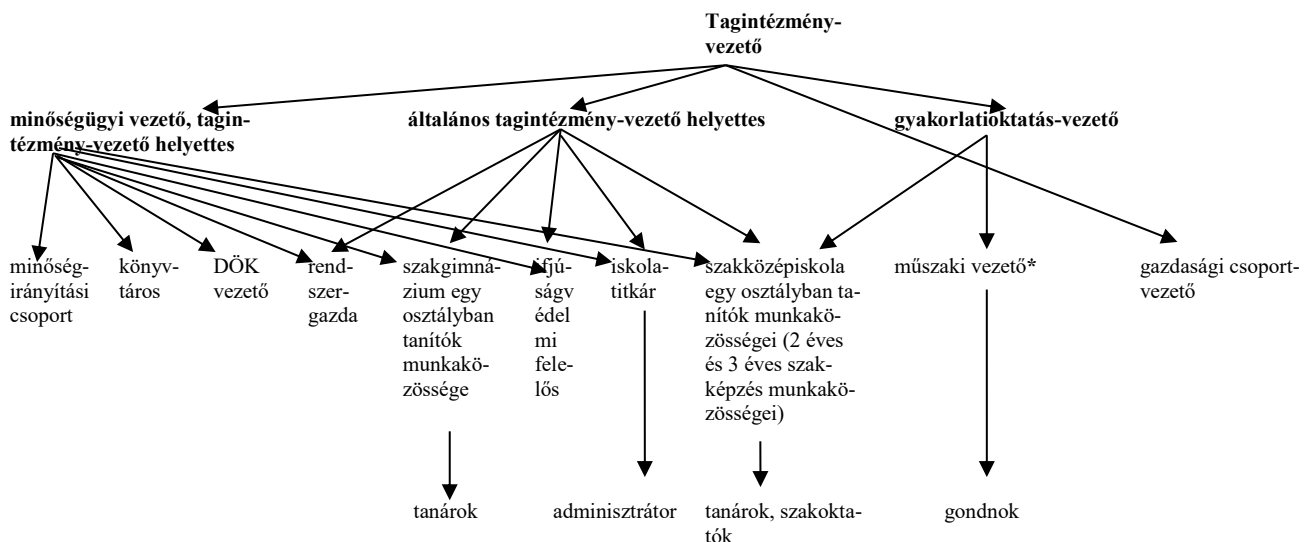 Tagintézmény-
vezető
minőségügyi vezető, tagin-
tézmény-vezető helyettes
általános tagintézmény-vezető helyettes
gyakorlatioktatás-vezető
minőség-
irányítási
csoport
könyv-
táros
DÖK
vezető
rend-
szer-
gazda
szakgimná-
zium egy
osztályban
tanítók
munkakö-
zössége
ifjú-
ságv
édel
mi
fele-
lős
iskola-
titkár
szakközépiskola
egy osztályban ta-
nítók munkakö-
zösségei (2 éves
és 3 éves szak-
képzés munkakö-
zösségei)
műszaki vezető*
gazdasági csoport-
vezető
tanárok
adminisztrátor
tanárok, szakokta-
tók
gondnok